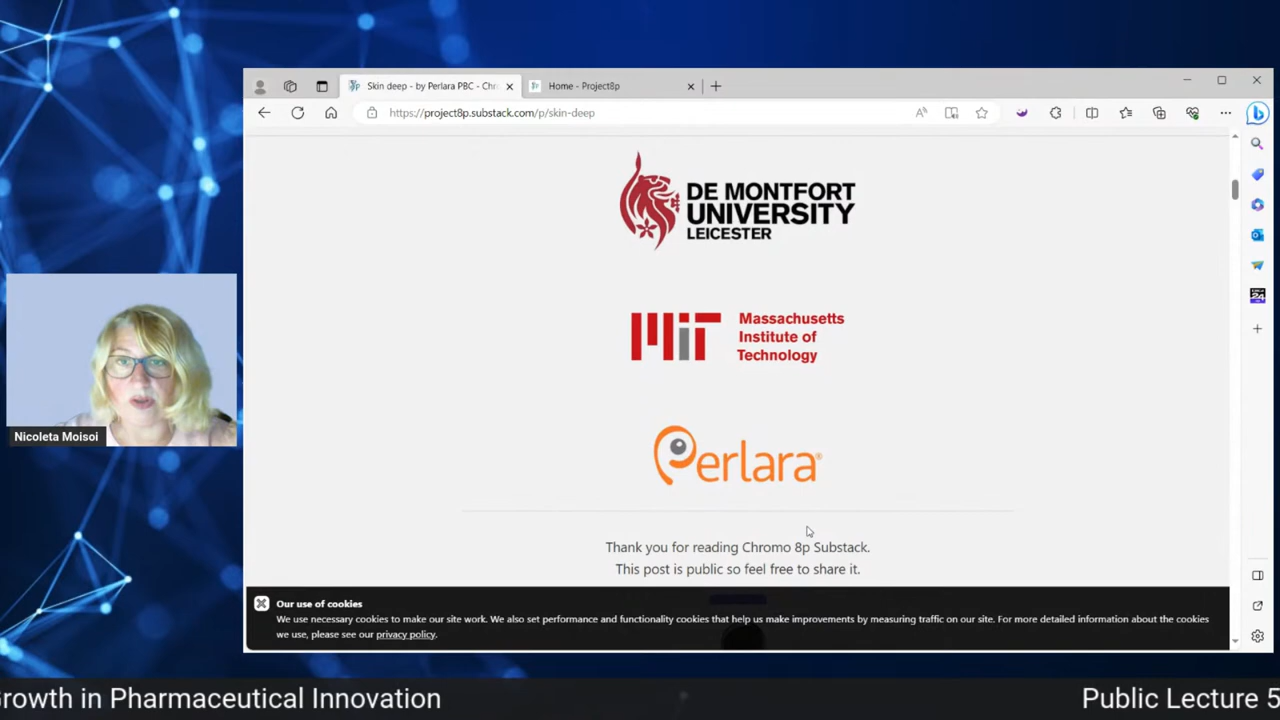 Skin deep - by Perlara PBC - Chro
Home - Project8p
https://project8p.substack.com/p/skin-deep
DE MONTFORT
UNIVERSITY
LEICESTER
MiT
Massachusetts
Institute of
Technology
Perlara®
Thank you for reading Chromo 8p Substack.
This post is public so feel free to share it.
Our use of cookies
We use necessary cookies to make our site work. We also set performance and functionality cookies that help us make improvements by measuring traffic on our site. For more detailed information about the cookies
we use, please see our privacy policy.
Nicoleta Moisoi
Growth in Pharmaceutical Innovation
Public Lecture 5